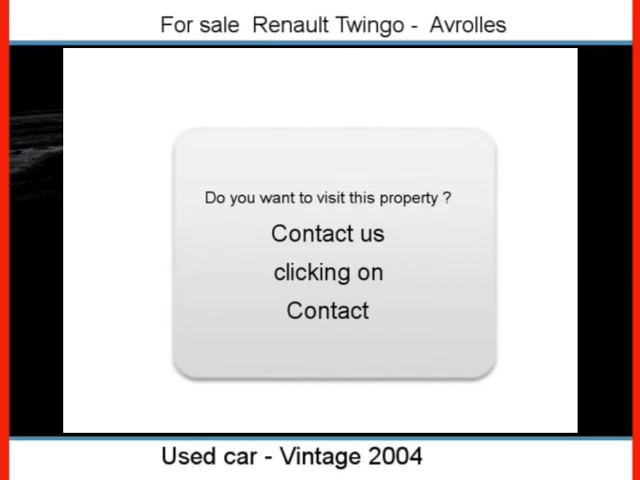 For sale Renault Twingo - Avrolles
Do you want to visit this property ?
Contact us
clicking on
Contact
Used car - Vintage 2004